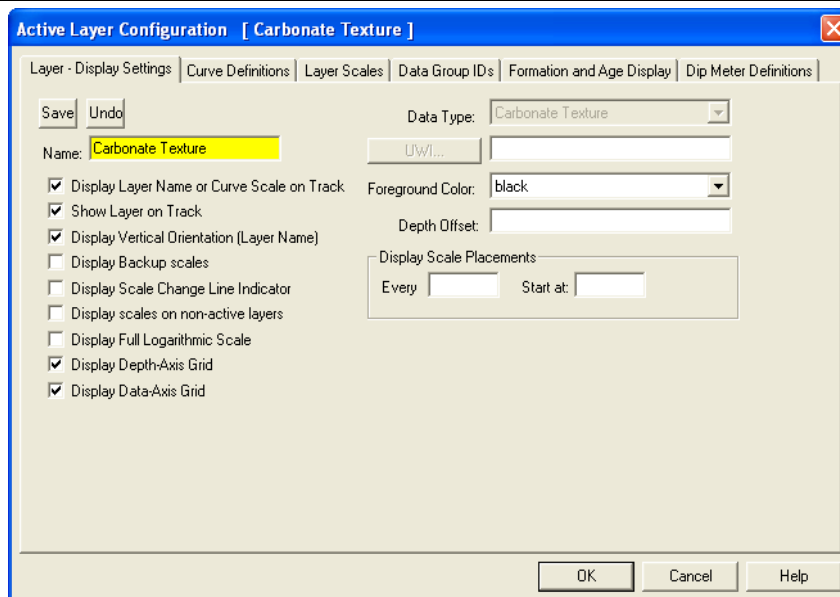 Active Layer Configuration [ Carbonate Texture ]
Layer - Display Settings Curve Definitions Layer Scales Data Group IDs Formation and Age Display Dip Meter Definitions
Save Undo
Name: Carbonate Texture
Display Layer Name or Curve Scale on Track
Show Layer on Track
Display Vertical Orientation (Layer Name)
Display Backup scales
Display Scale Change Line Indicator
Display scales on non-active layers
Display Full Logarithmic Scale
Display Depth-Axis Grid
Display Data-Axis Grid
Data Type: Carbonate Texture
UWI...
Foreground Color: black
Depth Offset:
Display Scale Placements
Every Start at:
OK Cancel Help